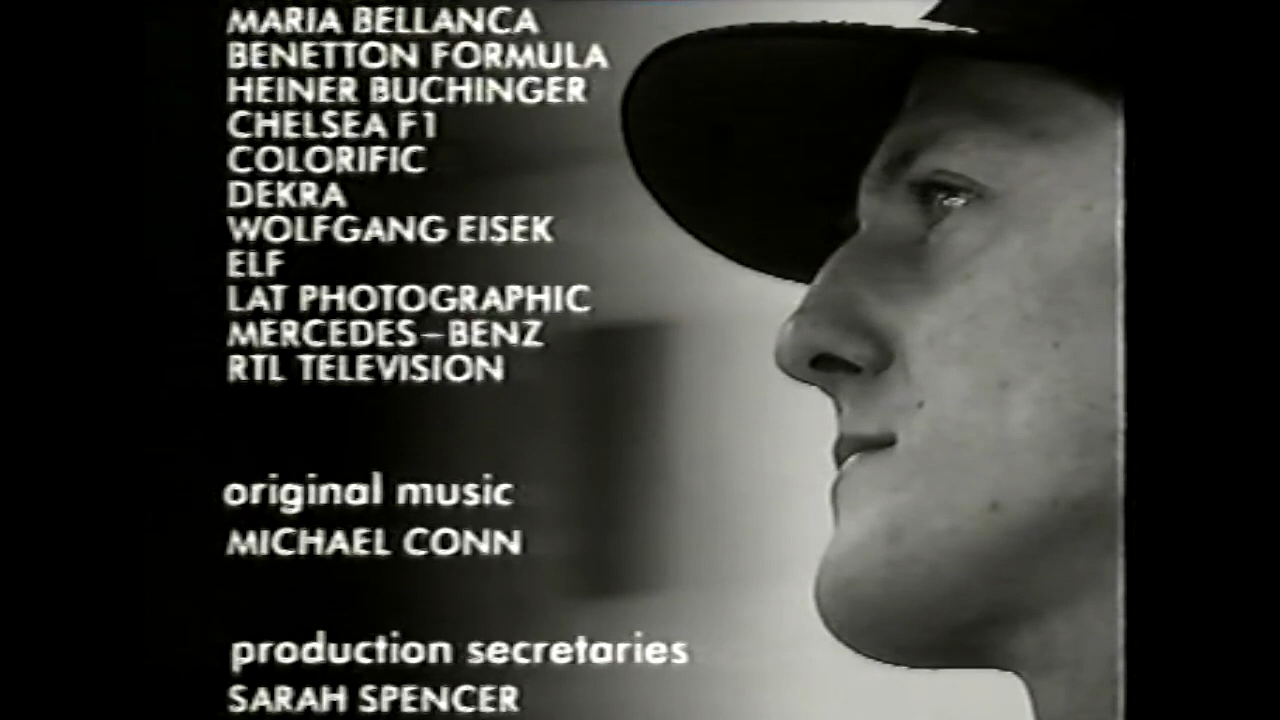 MARIA BELLANCA
BENETTON FORMULA
HEINER BUCHINGER
CHELSEA F1
COLORIFIC
DEKRA
WOLFGANG EISEK
ELF
LAT PHOTOGRAPHIC
MERCEDES-BENZ
RTL TELEVISION
original music
MICHAEL CONN
production secretaries
SARAH SPENCER